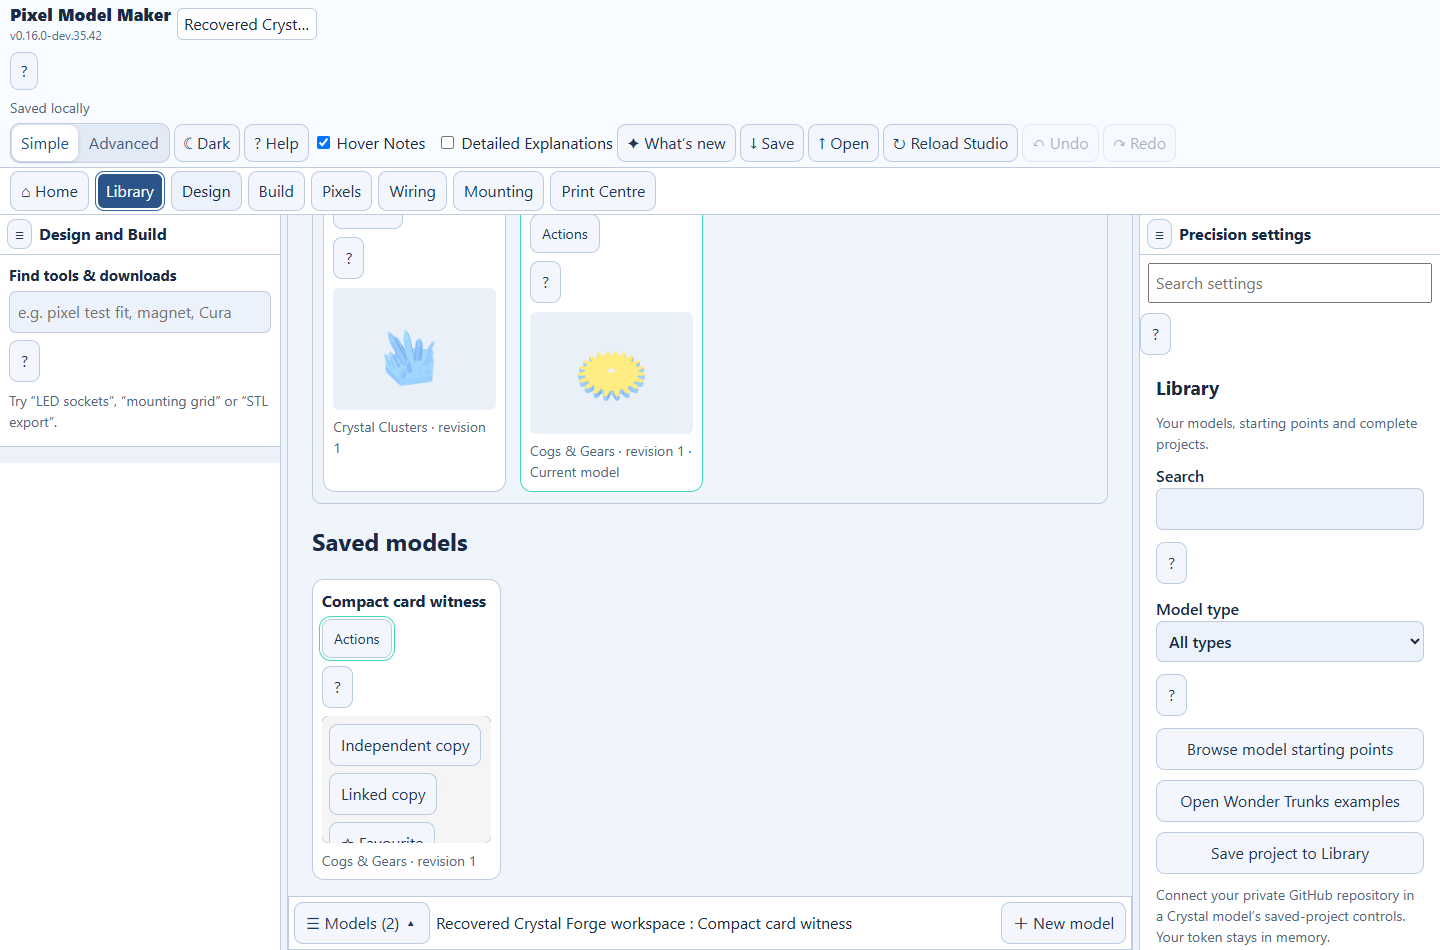 Pixel Model Maker
v0.16.0-dev.35.42
Recovered Cryst...
?
Saved locally
Simple
Advanced
☾ Dark
? Help
Hover Notes
Detailed Explanations
✦ What's new
↓ Save
↑ Open
↻ Reload Studio
↶ Undo
↷ Redo
⌂ Home
Library
Design
Build
Pixels
Wiring
Mounting
Print Centre
☰ Design and Build
Find tools & downloads
e.g. pixel test fit, magnet, Cura
?
Try “LED sockets”, “mounting grid” or “STL
export”.
?
Crystal Clusters · revision
1
Actions
?
Cogs & Gears · revision 1 ·
Current model
Saved models
Compact card witness
Actions
?
Independent copy
Linked copy
☆ Favourite
Cogs & Gears · revision 1
☰ Models (2) ▲
Recovered Crystal Forge workspace : Compact card witness
+ New model
☰ Precision settings
Search settings
?
Library
Your models, starting points and complete
projects.
Search
?
Model type
All types
?
Browse model starting points
Open Wonder Trunks examples
Save project to Library
Connect your private GitHub repository in
a Crystal model’s saved-project controls.
Your token stays in memory.